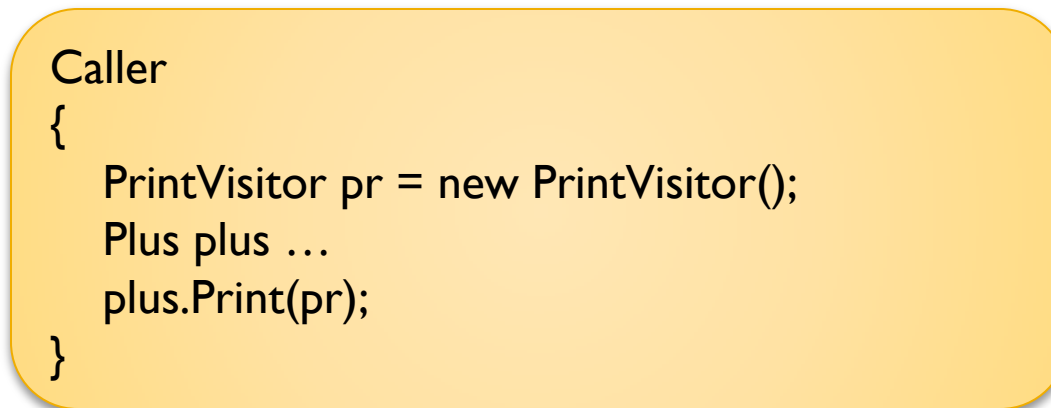 Caller
{
PrintVisitor pr = new PrintVisitor();
Plus plus …
plus.Print(pr);
}